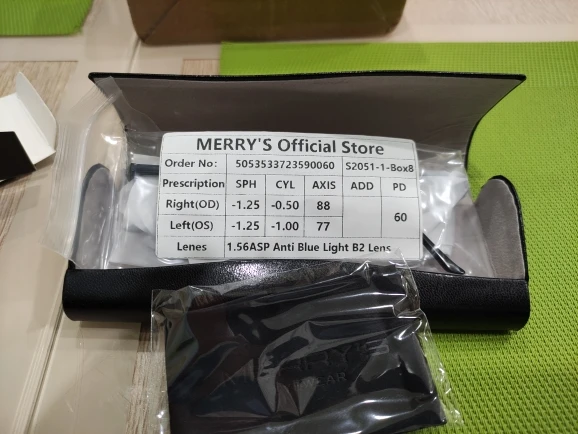 MERRY'S Official Store
Order No: 5053533723590060 S2051-1-Box8
Prescription SPH CYL AXIS ADD PD
Right(OD) -1.25 -0.50 88
60
Left(OS) -1.25 -1.00 77
Lenes 1.56ASP Anti Blue Light B2 Lens